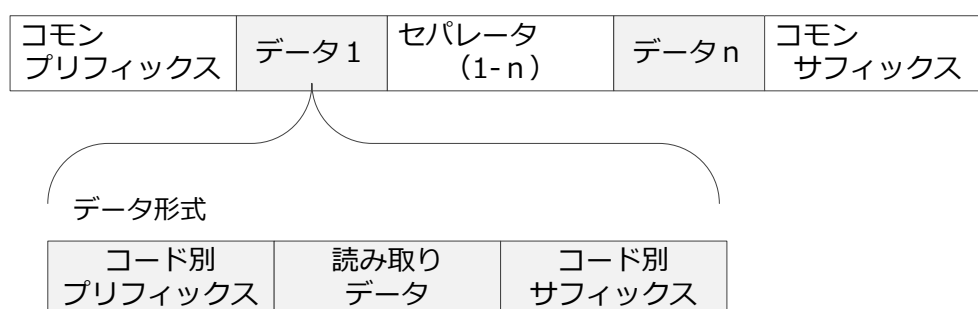 コモン
プリフィックス
データ1
セパレータ
（1-ｎ）
データｎ
コモン
サフィックス
データ形式
コード別
プリフィックス
読み取り
データ
コード別
サフィックス